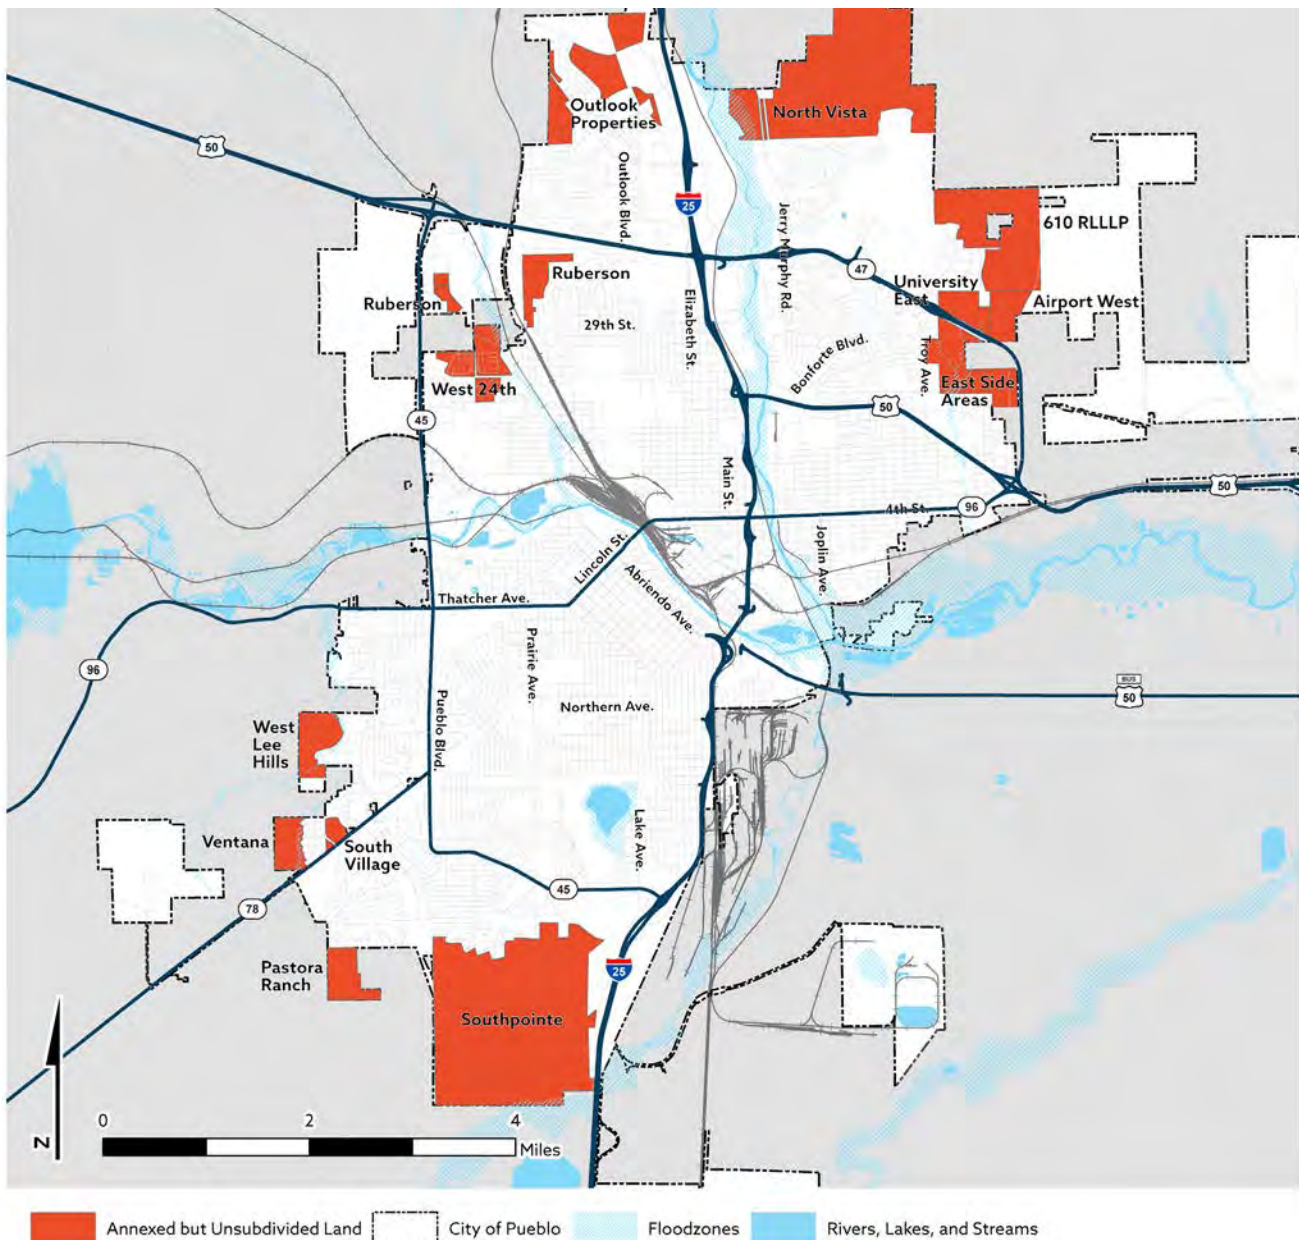 Outlook
Properties
North Vista
50
Outlook Blvd.
25
Jerry Murphy Rd.
610 RLLLP
47
University
East
Airport West
Ruberson
Ruberson
29th St.
Elizabeth St.
Bonforte Blvd.
Troy Ave.
West 24th
East Side
Areas
45
50
Main St.
50
4th St.
96
Lincoln St.
Joplin Ave.
Abriendo Ave.
Thatcher Ave.
Prairie Ave.
96
BUS
50
Pueblo Blvd.
Northern Ave.
West
Lee
Hills
Lake Ave.
Ventana
South
Village
45
78
Pastora
Ranch
25
Southpointe
N
0 2 4
Miles
Annexed but Unsubdivided Land
City of Pueblo
Floodzones
Rivers, Lakes, and Streams